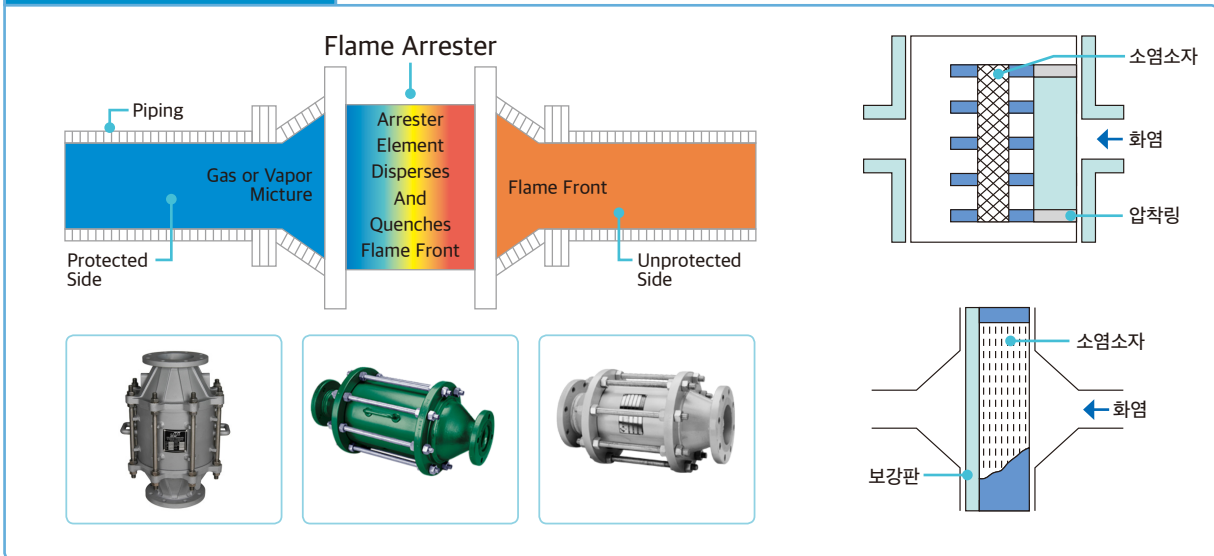 Flame Arrester
Piping
Gas or Vapor
Micture
Arrester
Element
Disperses
And
Quenches
Flame Front
Flame Front
Protected
Side
Unprotected
Side
소염소자
화염
압착링
소염소자
화염
보강판